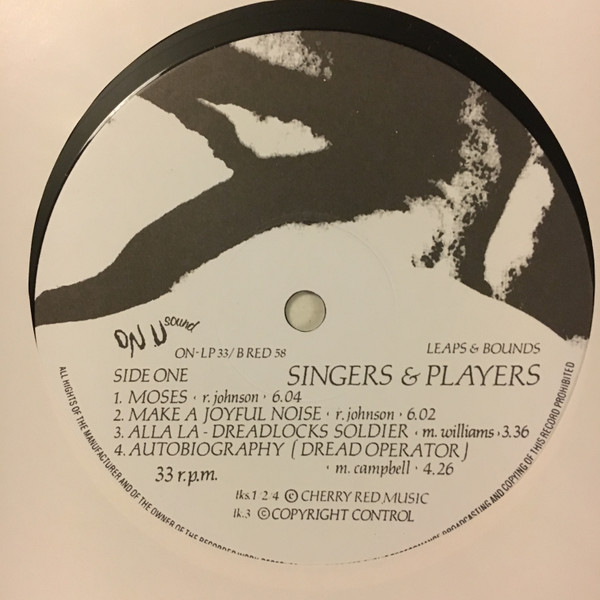 ON.U sound
ON-LP 33/B RED 58
LEAPS & BOUNDS
SIDE ONE
SINGERS & PLAYERS
1. MOSES · r. johnson · 6.04
2. MAKE A JOYFUL NOISE · r. johnson · 6.02
3. ALLA LA - DREADLOCKS SOLDIER · m. williams · 3.36
4. AUTOBIOGRAPHY (DREAD OPERATOR)
· m. campbell · 4.26
33 r.p.m.
tks. 1 2 4 © CHERRY RED MUSIC
tk. 3 © COPYRIGHT CONTROL
ALL RIGHTS OF THE MANUFACTURER AND OF THE OWNER OF THE RECORDED WORK BROADCASTING AND COPYING OF THIS RECORD PROHIBITED